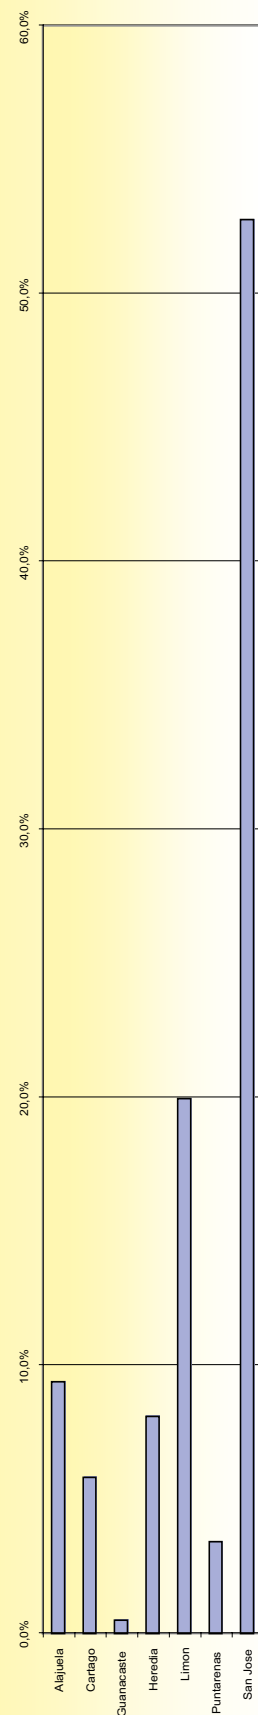 60,0%
50,0%
40,0%
30,0%
20,0%
10,0%
0,0%
Alajuela
Cartago
Guanacaste
Heredia
Limon
Puntarenas
San Jose